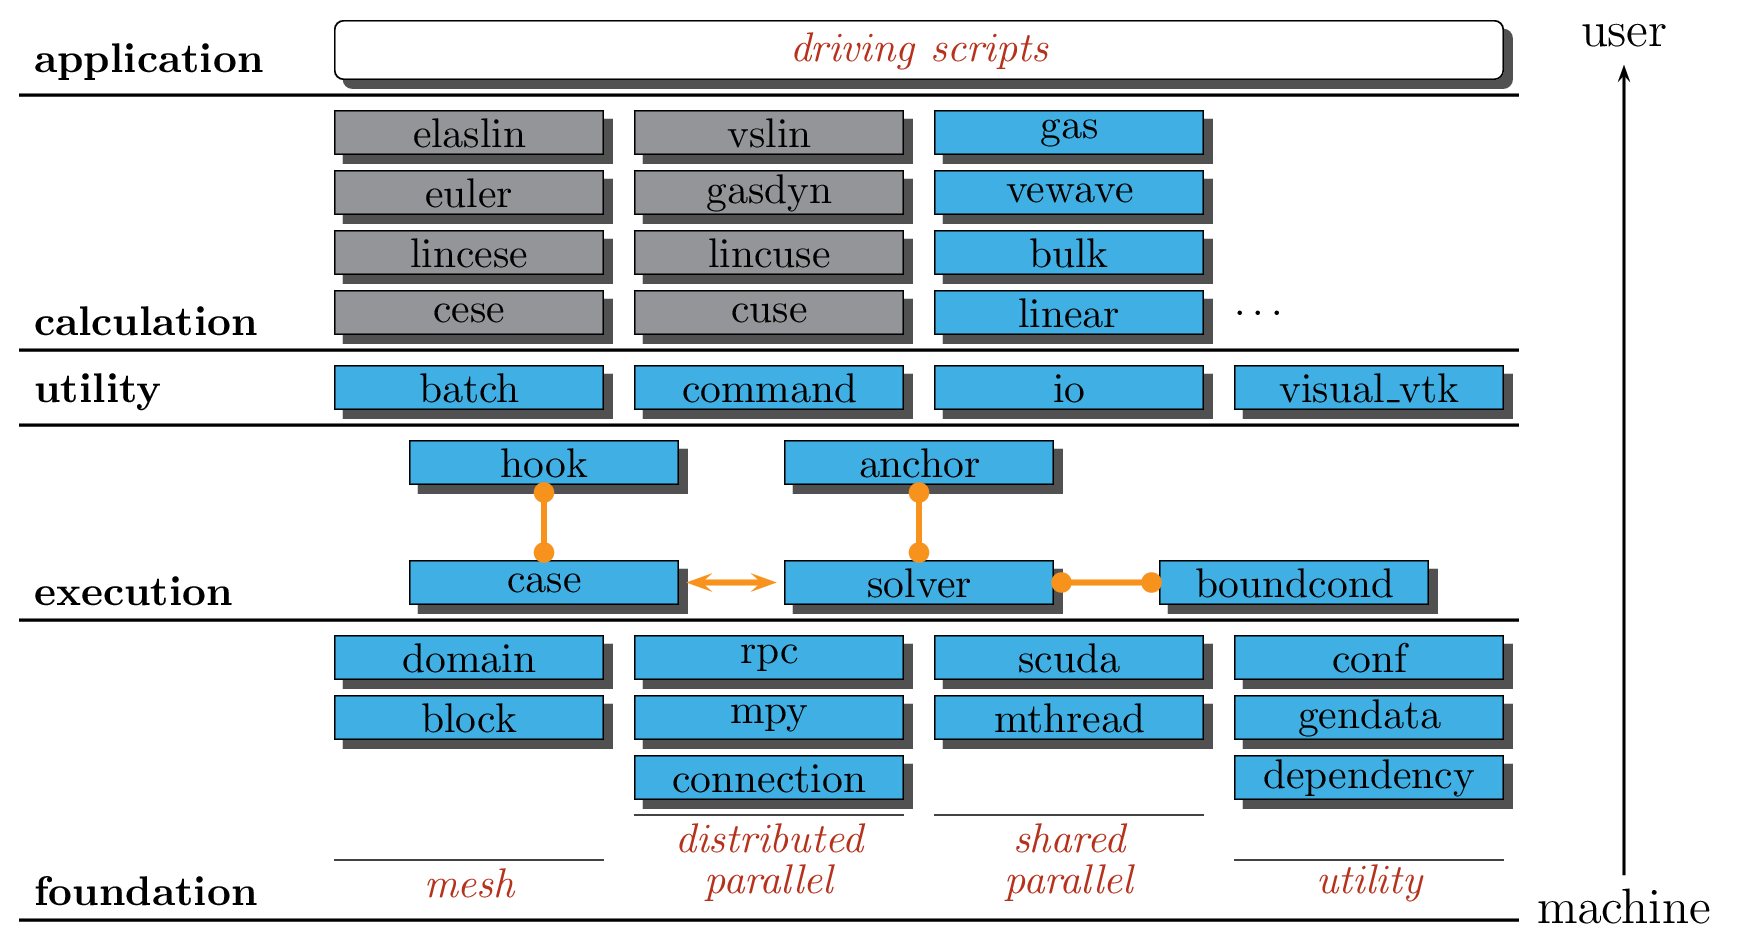 user
application
driving scripts
elaslin
vslin
gas
euler
gasdyn
vewave
lincese
lincuse
bulk
calculation
cese
cuse
linear
...
utility
batch
command
io
visual_vtk
hook
anchor
execution
case
solver
boundcond
domain
rpc
scuda
conf
block
mpy
mthread
gendata
connection
dependency
foundation
mesh
distributed
parallel
shared
parallel
utility
machine